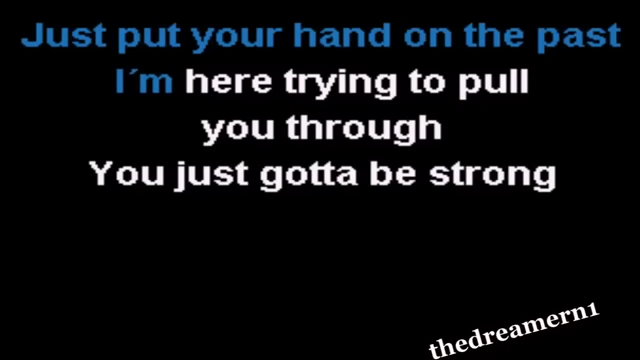 Just put your hand on the past
I´m here trying to pull
you through
You just gotta be strong
thedreamern1